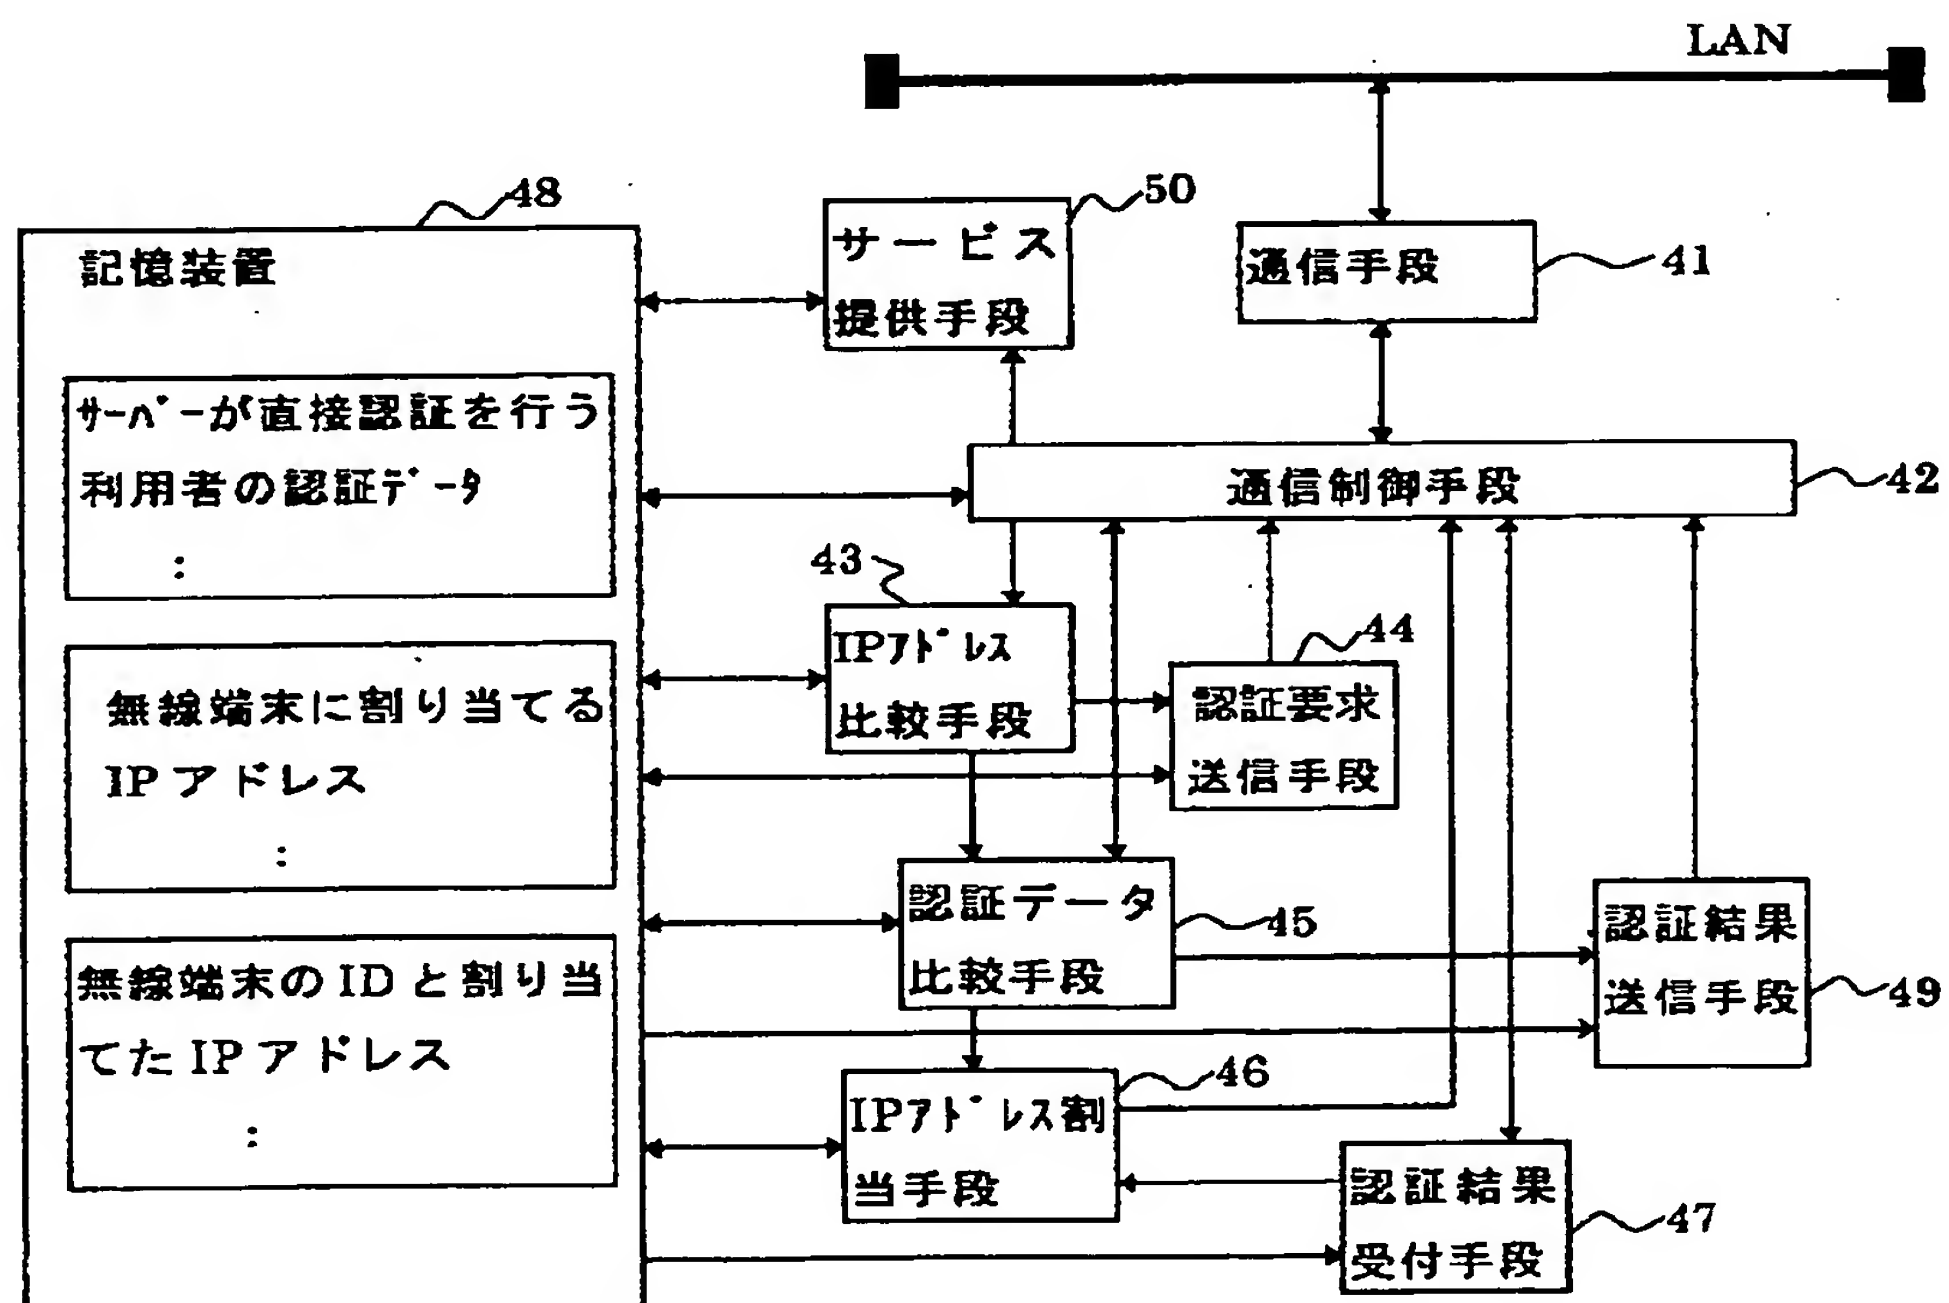 LAN
48
50
記憶装置
サービス
提供手段
通信手段
41
サーバーが直接認証を行う
利用者の認証データ
:
通信制御手段
42
43
IPアドレス
比較手段
44
認証要求
送信手段
無線端末に割り当てる
IPアドレス
:
認証データ
比較手段
45
認証結果
送信手段
49
無線端末のIDと割り当
てたIPアドレス
:
46
IPアドレス割
当手段
認証結果
受付手段
47